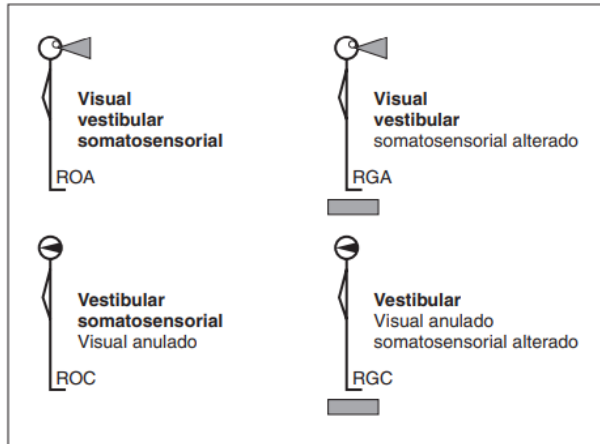 Visual
vestibular
somatosensorial
ROA
Visual
vestibular
somatosensorial alterado
RGA
Vestibular
somatosensorial
Visual anulado
ROC
Vestibular
Visual anulado
somatosensorial alterado
RGC